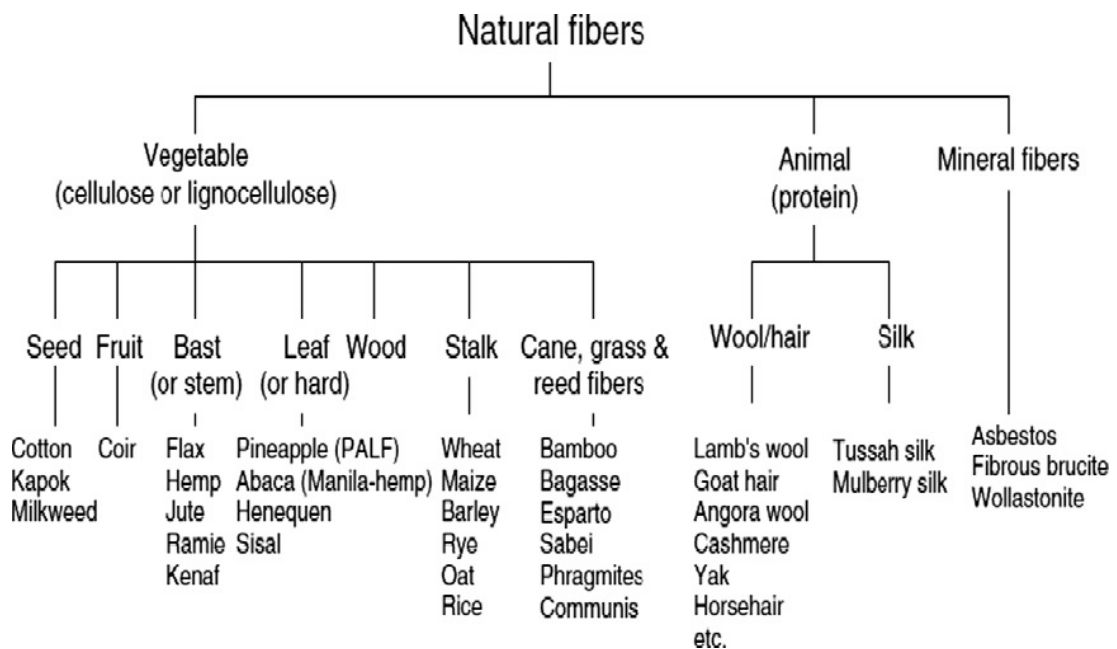 Natural fibers
Vegetable
(cellulose or lignocellulose)
Animal
(protein)
Mineral fibers
Seed
Fruit
Bast
(or stem)
Leaf
(or hard)
Wood
Stalk
Cane, grass &
reed fibers
Wool/hair
Silk
Cotton
Kapok
Milkweed
Coir
Flax
Hemp
Jute
Ramie
Kenaf
Pineapple (PALF)
Abaca (Manila-hemp)
Henequen
Sisal
Wheat
Maize
Barley
Rye
Oat
Rice
Bamboo
Bagasse
Esparto
Sabei
Phragmites
Communis
Lamb's wool
Goat hair
Angora wool
Cashmere
Yak
Horsehair
etc.
Tussah silk
Mulberry silk
Asbestos
Fibrous brucite
Wollastonite